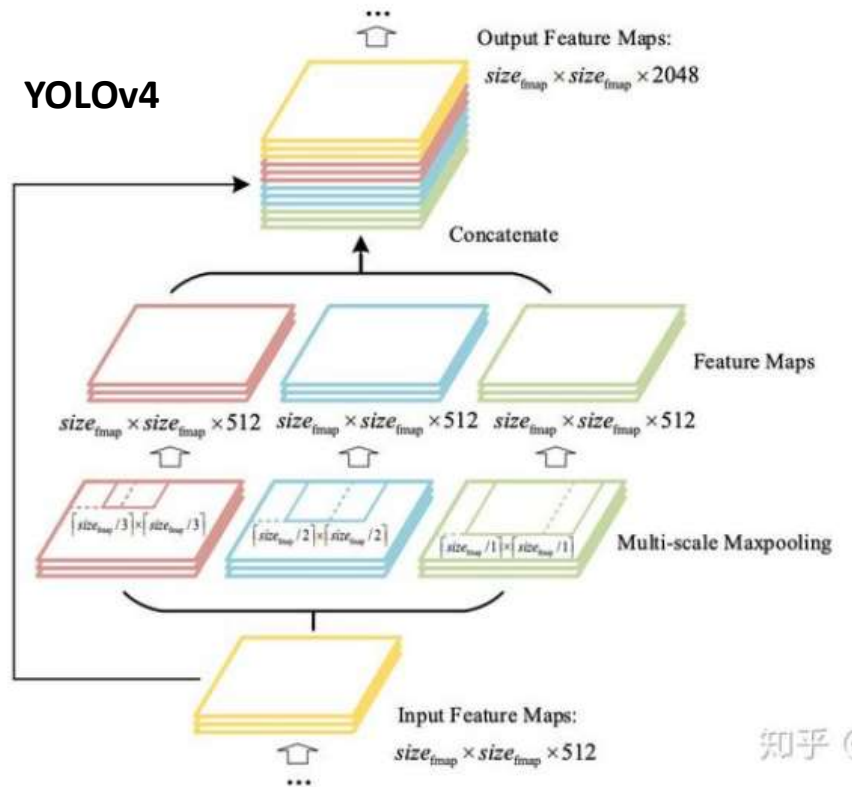 ...
Output Feature Maps:
size_fmap × size_fmap × 2048
YOLOv4
Concatenate
Feature Maps
size_fmap × size_fmap × 512
size_fmap × size_fmap × 512
size_fmap × size_fmap × 512
⌈size_fmap /3⌉×⌈size_fmap /3⌉
⌈size_fmap /2⌉×⌈size_fmap /2⌉
⌈size_fmap /1⌉×⌈size_fmap /1⌉
Multi-scale Maxpooling
Input Feature Maps:
size_fmap × size_fmap × 512
知乎 @
...